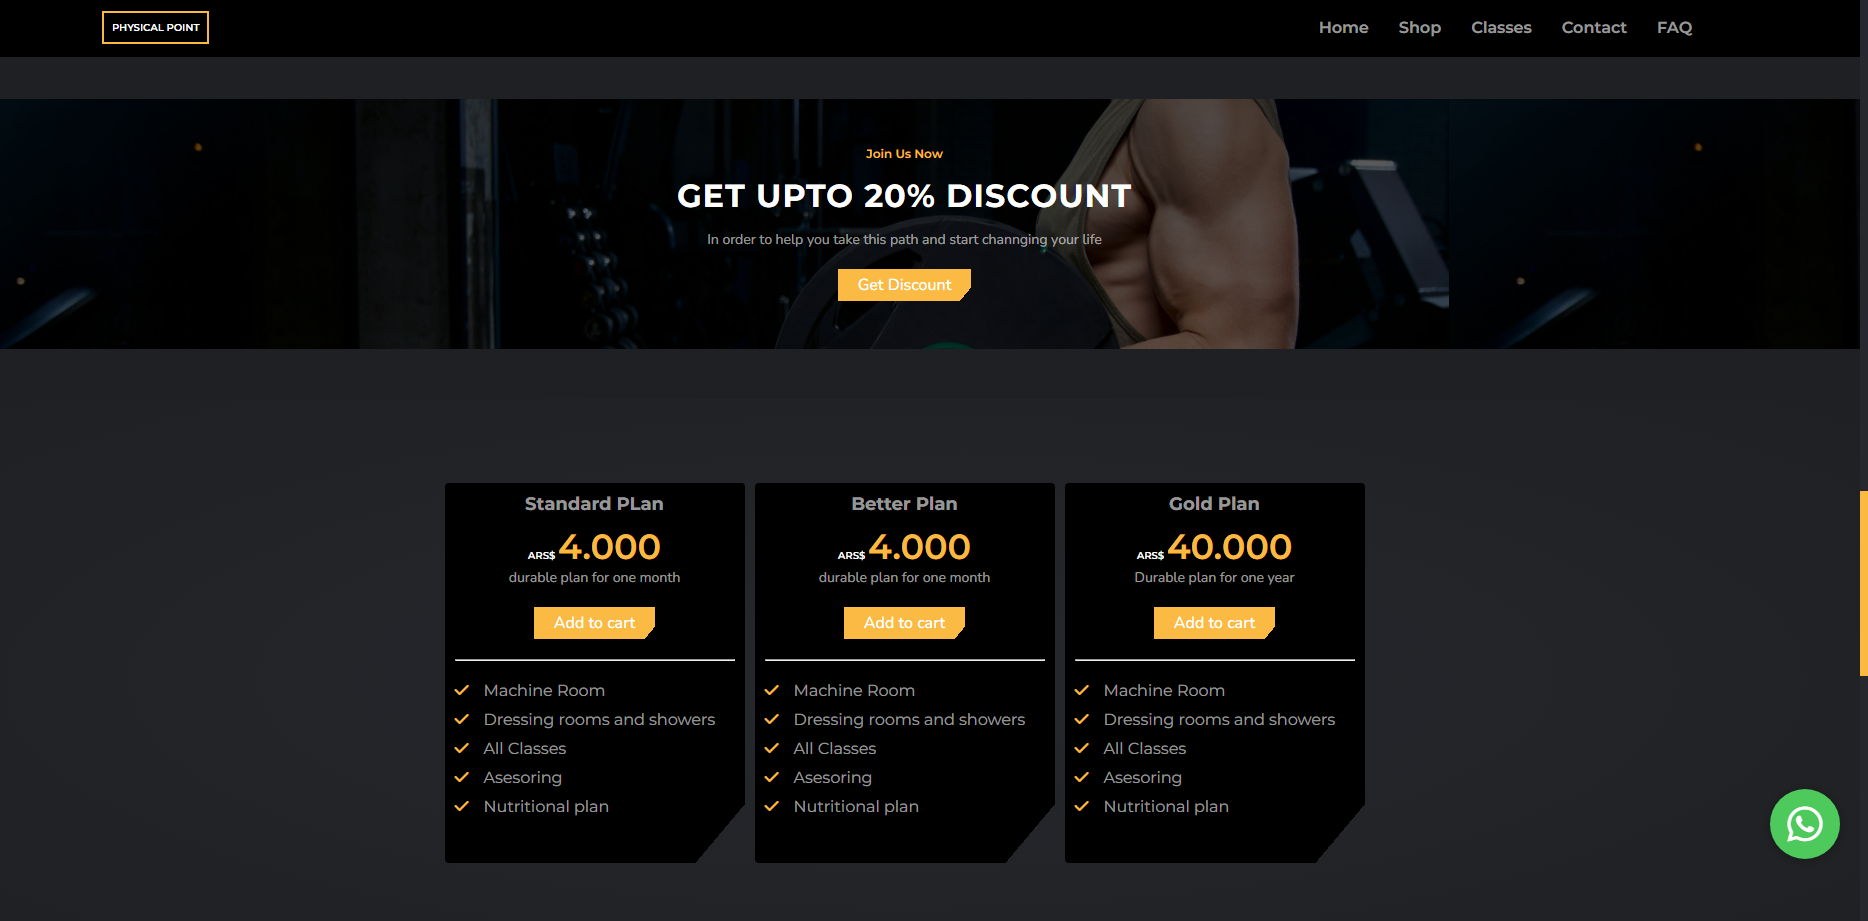 PHYSICAL POINT
Home Shop Classes Contact FAQ
Join Us Now
GET UPTO 20% DISCOUNT
In order to help you take this path and start channging your life
Get Discount
Standard PLan
ARS$ 4.000
durable plan for one month
Add to cart
Machine Room
Dressing rooms and showers
All Classes
Asesoring
Nutritional plan
Better Plan
ARS$ 4.000
durable plan for one month
Add to cart
Machine Room
Dressing rooms and showers
All Classes
Asesoring
Nutritional plan
Gold Plan
ARS$ 40.000
Durable plan for one year
Add to cart
Machine Room
Dressing rooms and showers
All Classes
Asesoring
Nutritional plan